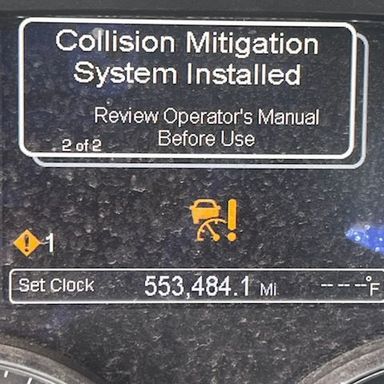 Collision Mitigation
System Installed
Review Operator's Manual
2 of 2 Before Use
1
Set Clock 553,484.1 Mi ---°F